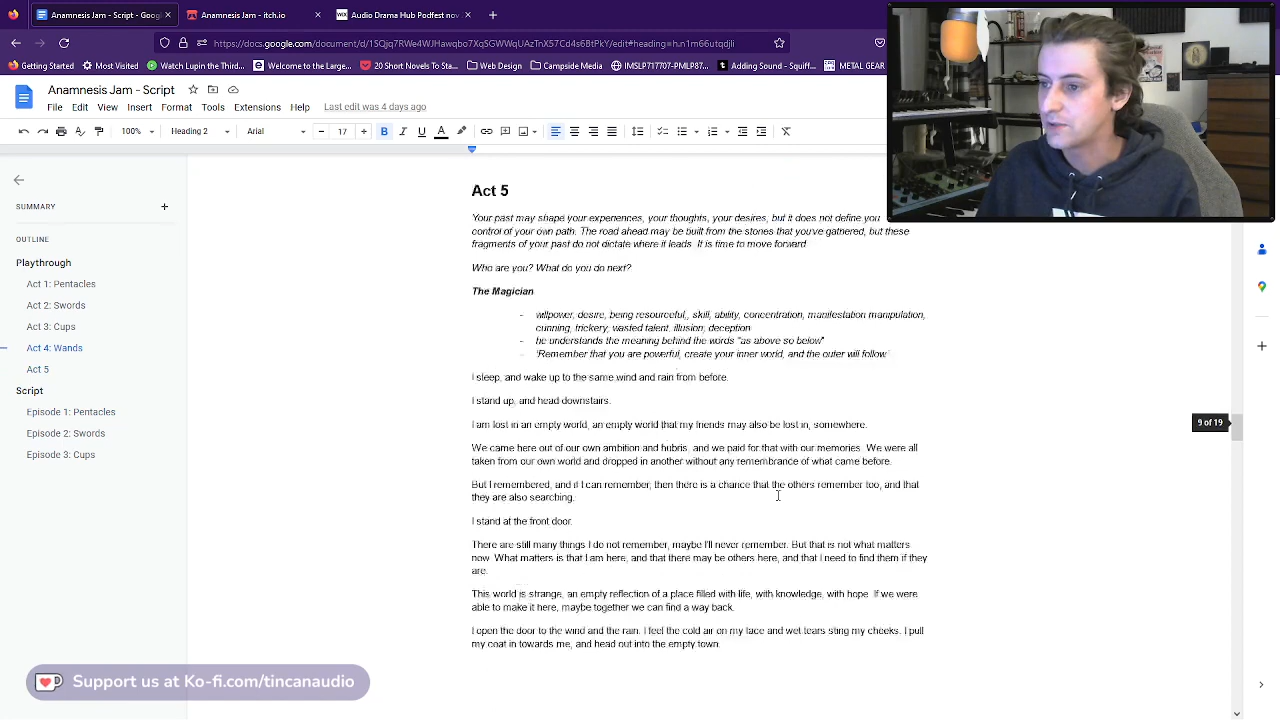 Anamnesis Jam - Script - Goog
Anamnesis Jam - itch.io
Audio Drama Hub Podfest nov
https://docs.google.com/document/d/1SQjq7RWe4WJHawqbo7XqSGWWqUAzTnX57Cd4s6BtPkY/edit#heading=hn1m66utqdjli
Getting Started
Most Visited
Watch Lupin the Third...
Welcome to the Large...
20 Short Novels To Sta...
Web Design
Campside Media
IMSLP717707-PMLP87...
Adding Sound - Squiff...
METAL GEAR
Anamnesis Jam - Script
File Edit View Insert Format Tools Extensions Help Last edit was 4 days ago
100% Heading 2 Arial 17
SUMMARY
OUTLINE
Playthrough
Act 1: Pentacles
Act 2: Swords
Act 3: Cups
Act 4: Wands
Act 5
Script
Episode 1: Pentacles
Episode 2: Swords
Episode 3: Cups
Act 5
Your past may shape your experiences, your thoughts, your desires, but it does not define you
control of your own path. The road ahead may be built from the stones that you've gathered, but these
fragments of your past do not dictate where it leads. It is time to move forward.
Who are you? What do you do next?
The Magician
- willpower, desire, being resourceful,, skill, ability, concentration, manifestation manipulation,
cunning, trickery, wasted talent, illusion, deception
- he understands the meaning behind the words "as above so below"
- 'Remember that you are powerful, create your inner world, and the outer will follow.'
I sleep, and wake up to the same wind and rain from before.
I stand up, and head downstairs.
I am lost in an empty world, an empty world that my friends may also be lost in, somewhere.
We came here out of our own ambition and hubris, and we paid for that with our memories. We were all
taken from our own world and dropped in another without any remembrance of what came before.
But I remembered, and if I can remember, then there is a chance that the others remember too, and that
they are also searching.
I stand at the front door.
There are still many things I do not remember, maybe I'll never remember. But that is not what matters
now. What matters is that I am here, and that there may be others here, and that I need to find them if they
are.
This world is strange, an empty reflection of a place filled with life, with knowledge, with hope. If we were
able to make it here, maybe together we can find a way back.
I open the door to the wind and the rain. I feel the cold air on my face and wet tears sting my cheeks. I pull
my coat in towards me, and head out into the empty town.
9 of 19
Support us at Ko-fi.com/tincanaudio